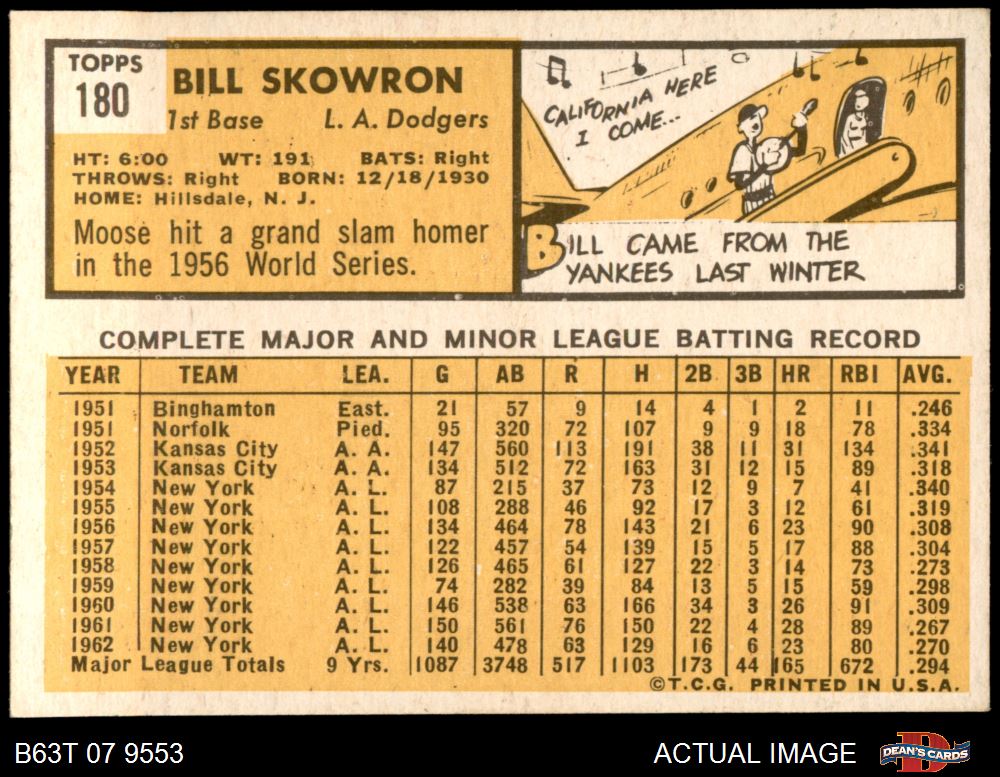 TOPPS
180
BILL SKOWRON
1st Base L. A. Dodgers
HT: 6:00 WT: 191 BATS: Right
THROWS: Right BORN: 12/18/1930
HOME: Hillsdale, N. J.
Moose hit a grand slam homer
in the 1956 World Series.
CALIFORNIA HERE
I COME...
BILL CAME FROM THE
YANKEES LAST WINTER
COMPLETE MAJOR AND MINOR LEAGUE BATTING RECORD
YEAR TEAM LEA. G AB R H 2B 3B HR RBI AVG.
1951 Binghamton East. 21 57 9 14 4 1 2 11 .246
1951 Norfolk Pied. 95 320 72 107 9 9 18 78 .334
1952 Kansas City A. A. 147 560 113 191 38 11 31 134 .341
1953 Kansas City A. A. 134 512 72 163 31 12 15 89 .318
1954 New York A. L. 87 215 37 73 12 9 7 41 .340
1955 New York A. L. 108 288 46 92 17 3 12 61 .319
1956 New York A. L. 134 464 78 143 21 6 23 90 .308
1957 New York A. L. 122 457 54 139 15 5 17 88 .304
1958 New York A. L. 126 465 61 127 22 3 14 73 .273
1959 New York A. L. 74 282 39 84 13 5 15 59 .298
1960 New York A. L. 146 538 63 166 34 3 26 91 .309
1961 New York A. L. 150 561 76 150 22 4 28 89 .267
1962 New York A. L. 140 478 63 129 16 6 23 80 .270
Major League Totals 9 Yrs. 1087 3748 517 1103 173 44 165 672 .294
©T.C.G. PRINTED IN U.S.A.
B63T 07 9553 ACTUAL IMAGE DEAN'S CARDS